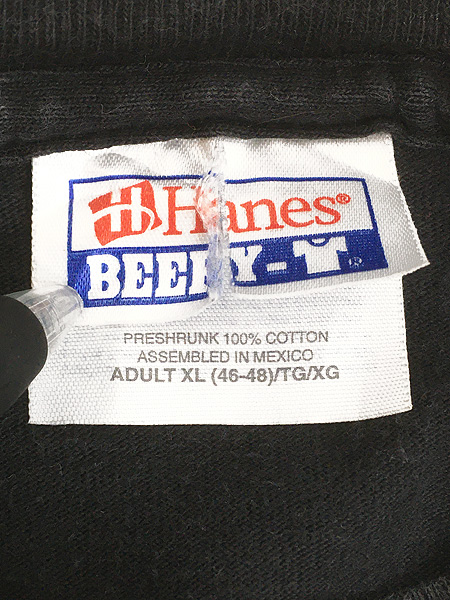 Hanes®
BEEFY-T®
PRESHRUNK 100% COTTON
ASSEMBLED IN MEXICO
ADULT XL (46-48)/TG/XG